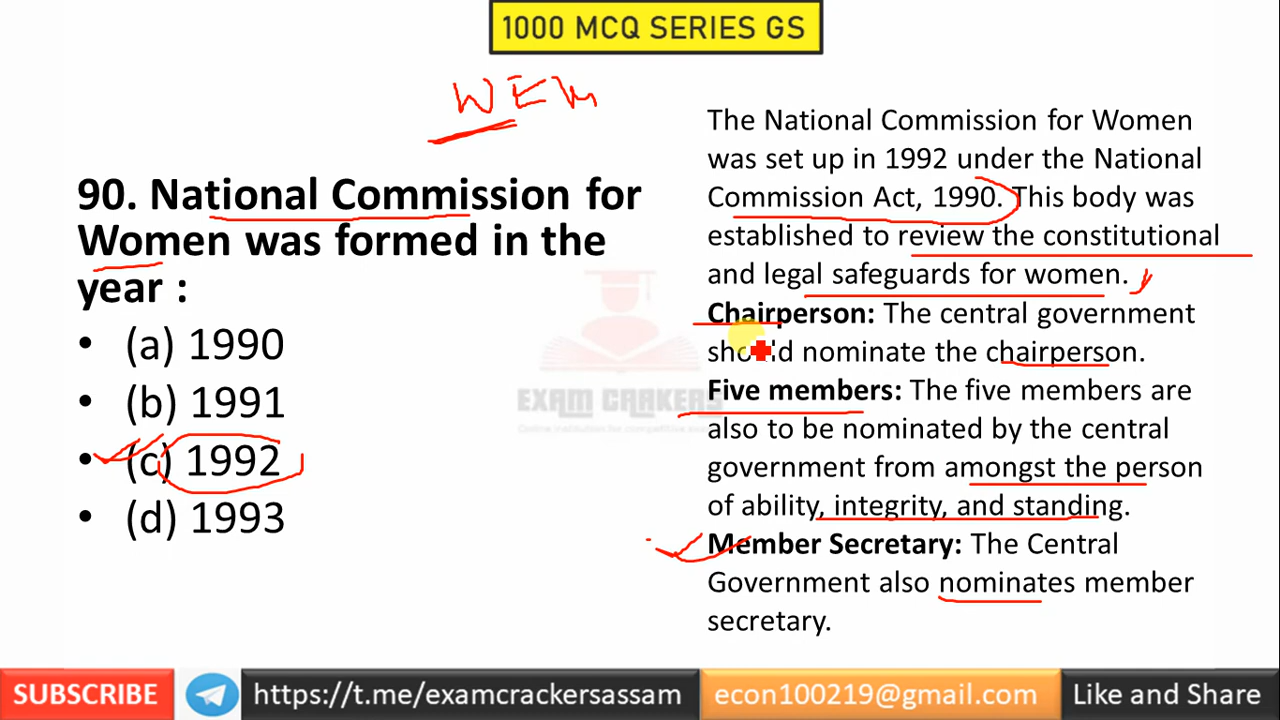 1000 MCQ SERIES GS
WEM
90. National Commission for
Women was formed in the
year :
• (a) 1990
• (b) 1991
• (c) 1992
• (d) 1993
The National Commission for Women
was set up in 1992 under the National
Commission Act, 1990. This body was
established to review the constitutional
and legal safeguards for women.
Chairperson: The central government
should nominate the chairperson.
Five members: The five members are
also to be nominated by the central
government from amongst the person
of ability, integrity, and standing.
Member Secretary: The Central
Government also nominates member
secretary.
EXAM CRAKERS
SUBSCRIBE
https://t.me/examcrackersassam
econ100219@gmail.com
Like and Share